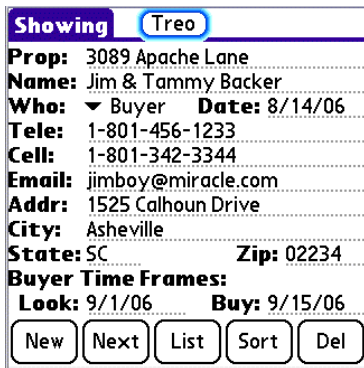 Showing Treo
Prop: 3089 Apache Lane
Name: Jim & Tammy Backer
Who: Buyer Date: 8/14/06
Tele: 1-801-456-1233
Cell: 1-801-342-3344
Email: jimboy@miracle.com
Addr: 1525 Calhoun Drive
City: Asheville
State: SC Zip: 02234
Buyer Time Frames:
Look: 9/1/06 Buy: 9/15/06
New Next List Sort Del